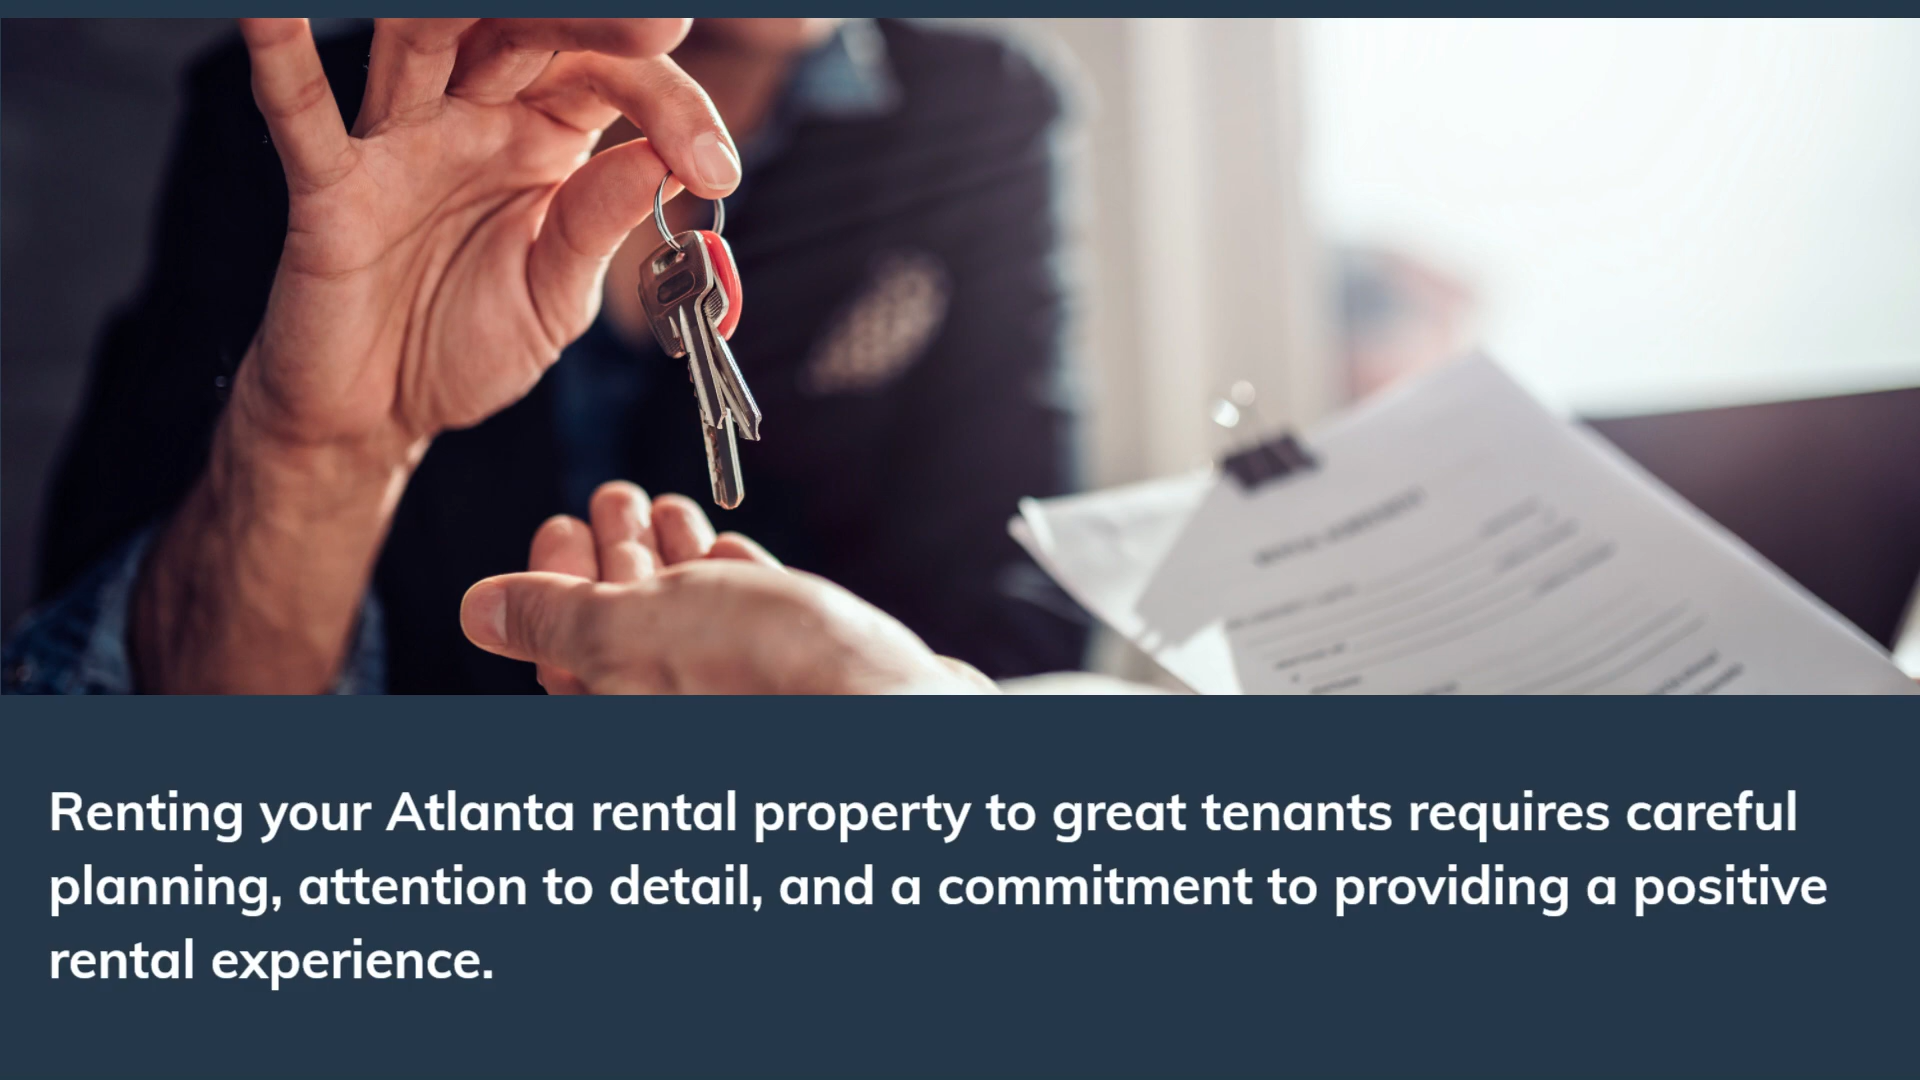 Renting your Atlanta rental property to great tenants requires careful
planning, attention to detail, and a commitment to providing a positive
rental experience.